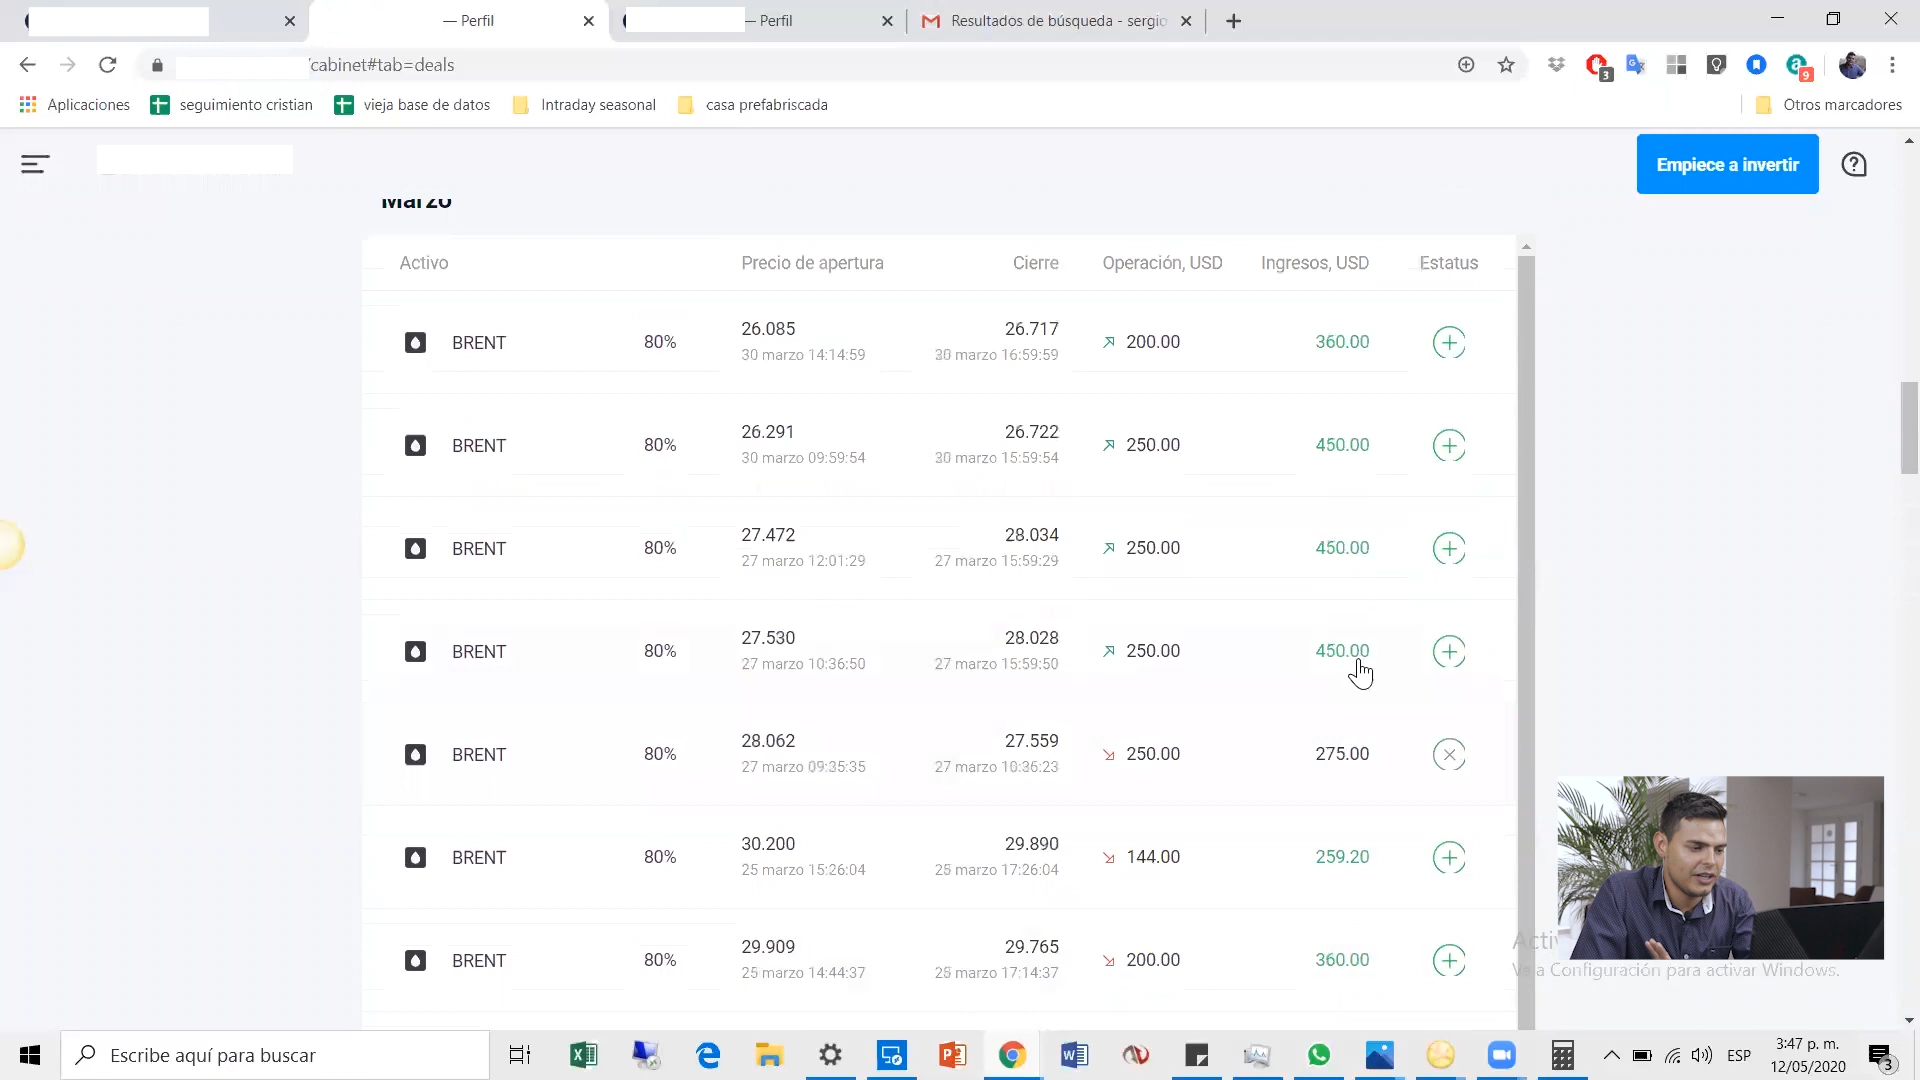 — Perfil
— Perfil
Resultados de búsqueda - sergio
/cabinet#tab=deals
3
9
Aplicaciones
seguimiento cristian
vieja base de datos
Intraday seasonal
casa prefabriscada
Otros marcadores
Empiece a invertir
Marzo
Activo Precio de apertura Cierre Operación, USD Ingresos, USD Estatus
BRENT 80% 26.085 26.717 200.00 360.00
30 marzo 14:14:59 30 marzo 16:59:59
BRENT 80% 26.291 26.722 250.00 450.00
30 marzo 09:59:54 30 marzo 15:59:54
BRENT 80% 27.472 28.034 250.00 450.00
27 marzo 12:01:29 27 marzo 15:59:29
BRENT 80% 27.530 28.028 250.00 450.00
27 marzo 10:36:50 27 marzo 15:59:50
BRENT 80% 28.062 27.559 250.00 275.00
27 marzo 09:35:35 27 marzo 10:36:23
BRENT 80% 30.200 29.890 144.00 259.20
25 marzo 15:26:04 25 marzo 17:26:04
BRENT 80% 29.909 29.765 200.00 360.00
25 marzo 14:44:37 25 marzo 17:14:37
a Configuración para activar Windows.
Escribe aquí para buscar
ESP
3:47 p. m.
12/05/2020
3